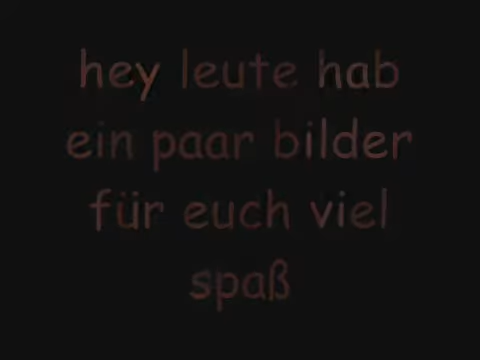 hey leute hab
ein paar bilder
für euch viel
spaß